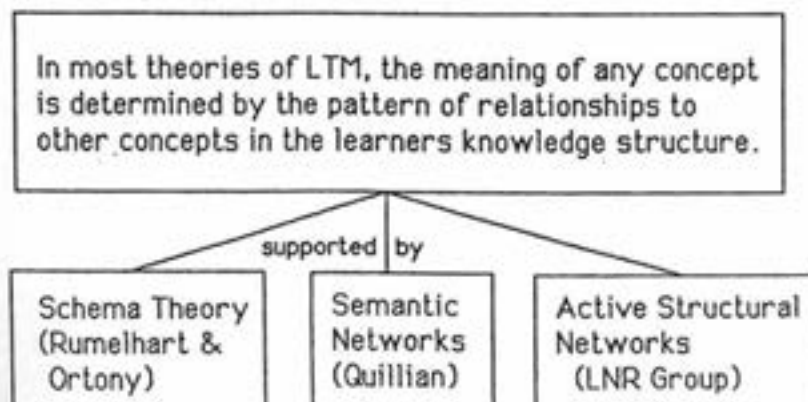 In most theories of LTM, the meaning of any concept
is determined by the pattern of relationships to
other concepts in the learners knowledge structure.
supported by
Schema Theory
(Rumelhart &
Ortony)
Semantic
Networks
(Quillian)
Active Structural
Networks
(LNR Group)